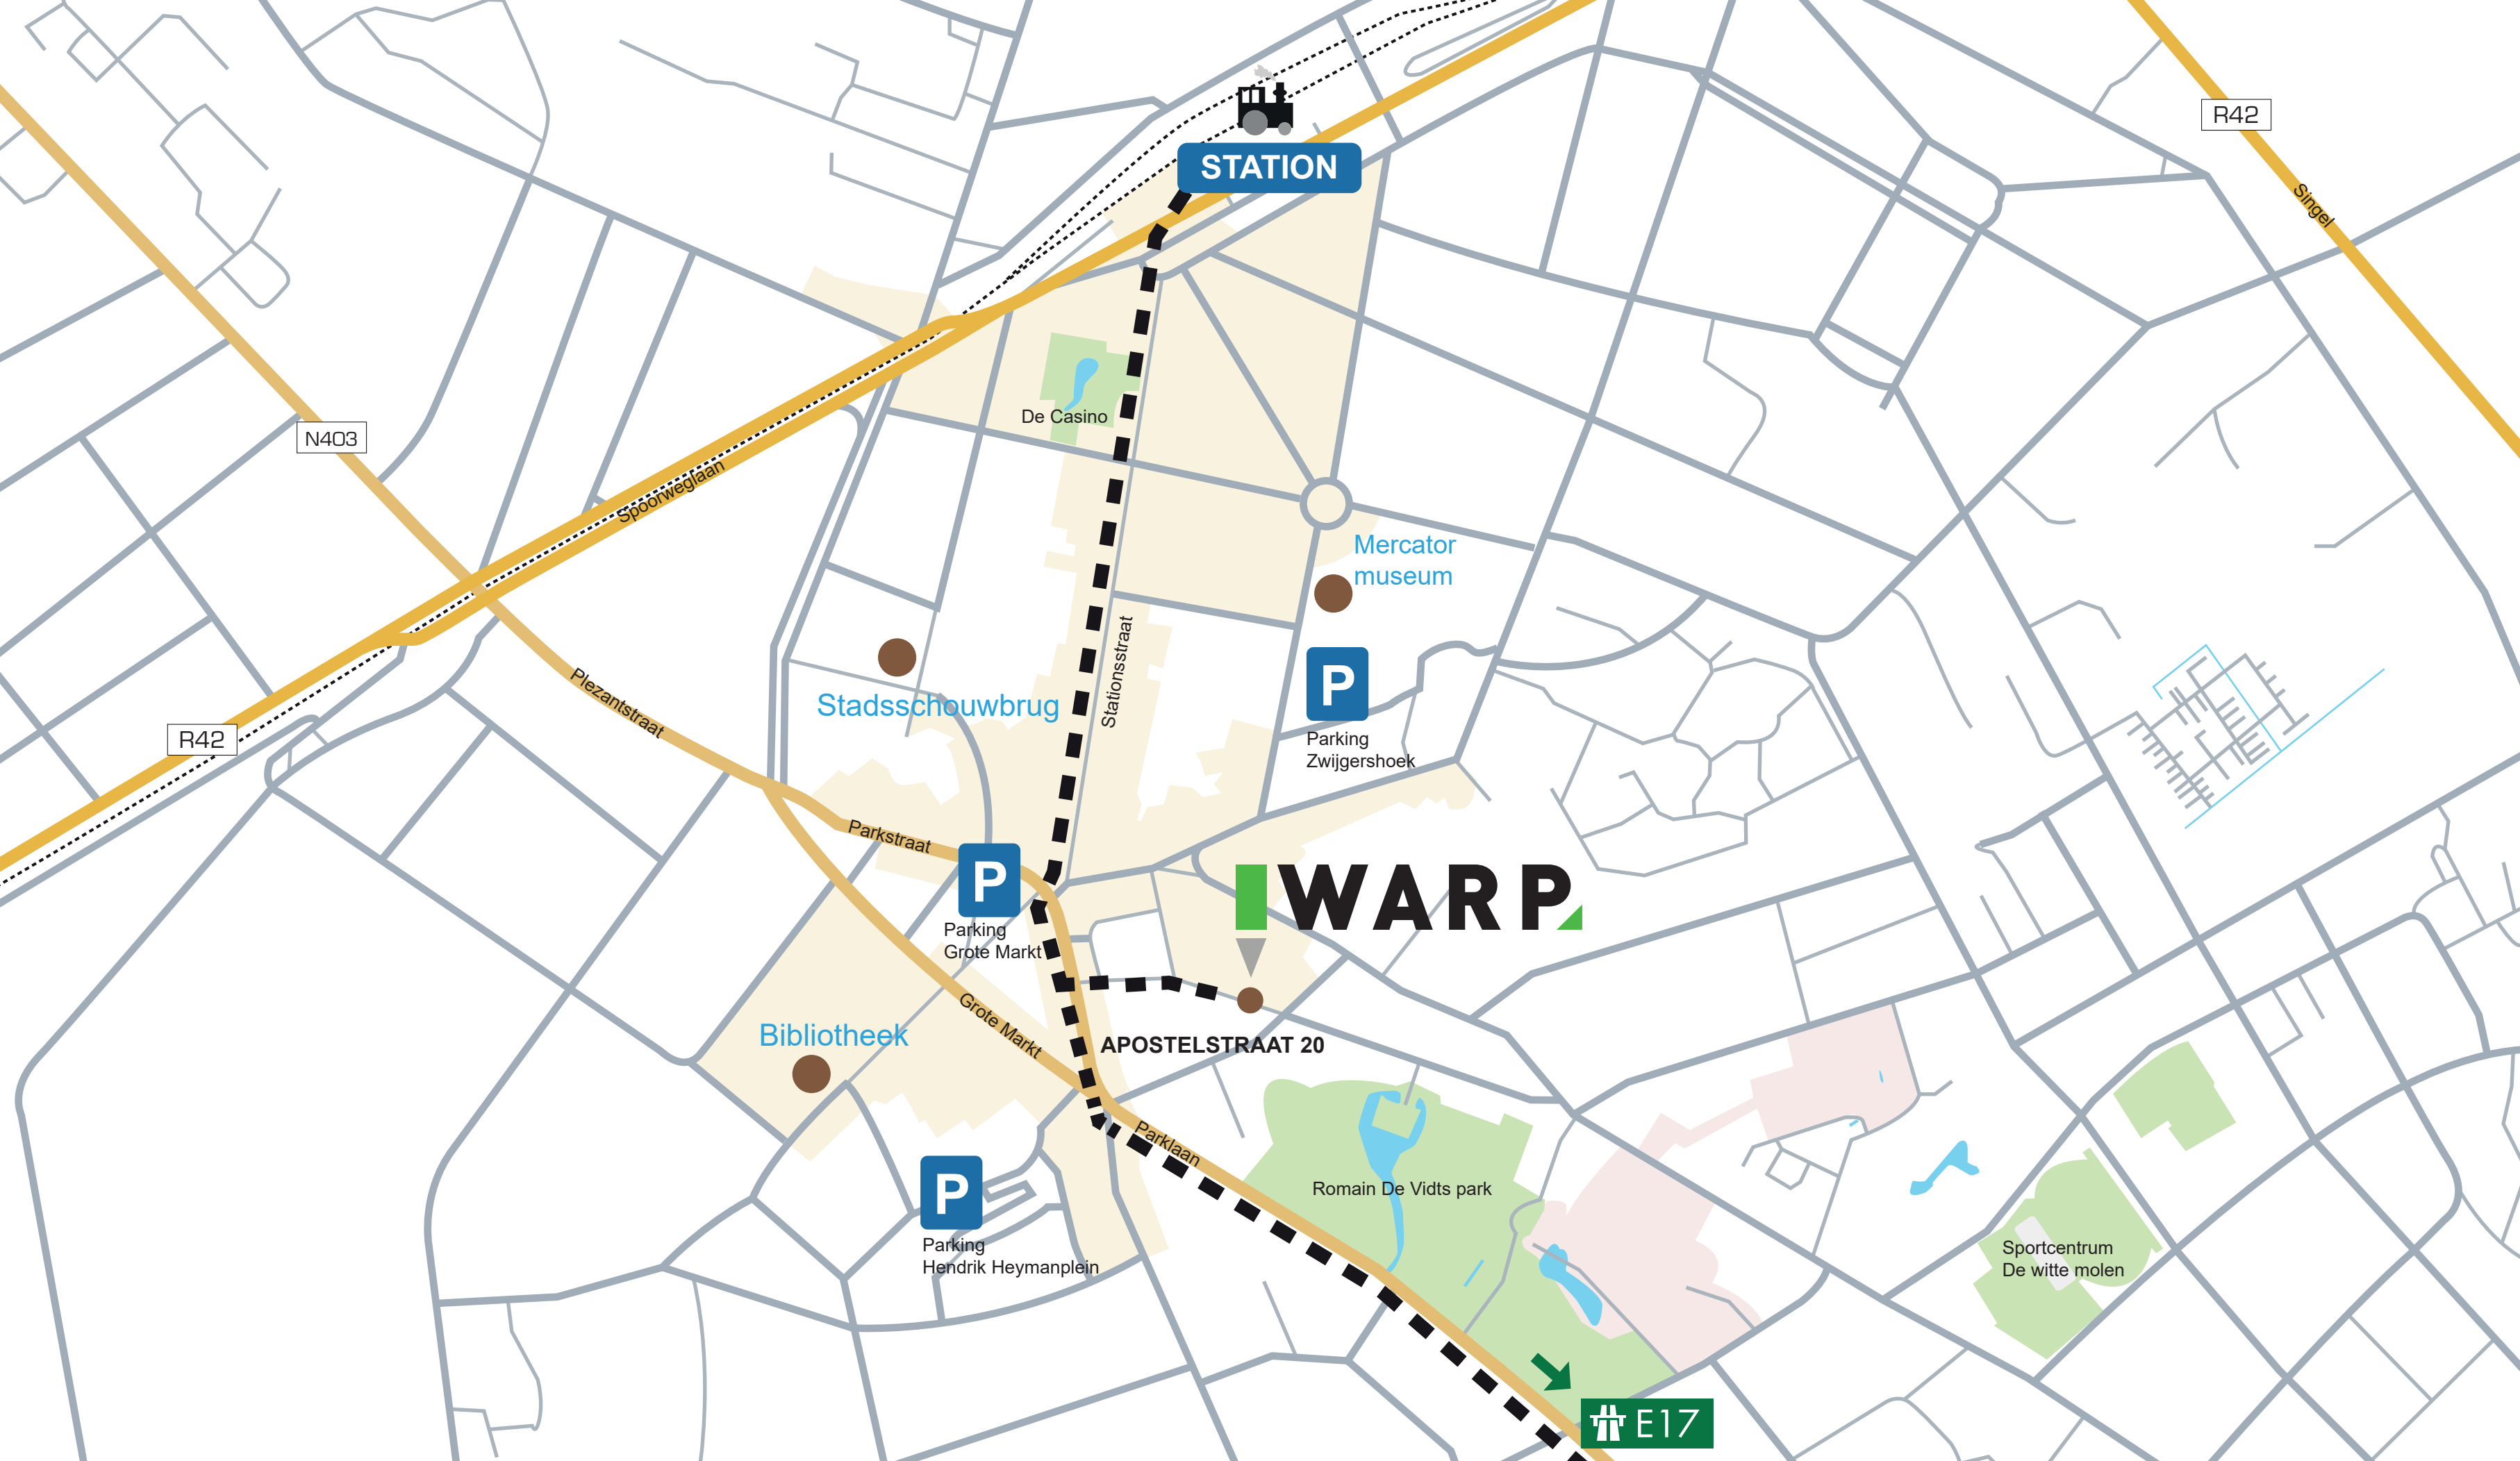 STATION
R42
Singel
De Casino
N403
Spoorweglaan
Mercator
museum
Stationsstraat
Stadsschouwbrug
Plezantstraat
P
Parking
Zwijgershoek
R42
Parkstraat
P
Parking
Grote Markt
WARP
Grote Markt
Bibliotheek
APOSTELSTRAAT 20
Parklaan
P
Parking
Hendrik Heymanplein
Romain De Vidts park
Sportcentrum
De witte molen
E17